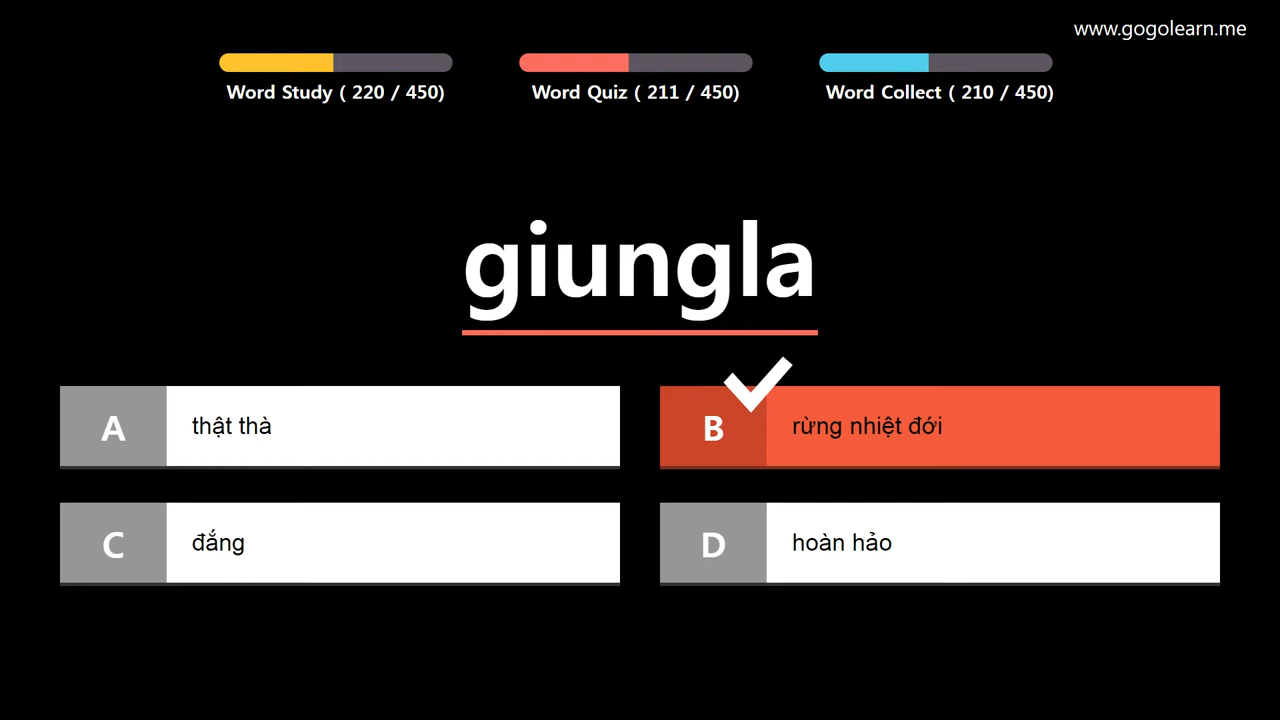 www.gogolearn.me
Word Study ( 220 / 450)
Word Quiz ( 211 / 450)
Word Collect ( 210 / 450)
giungla
A thật thà
B rừng nhiệt đới
C đắng
D hoàn hảo